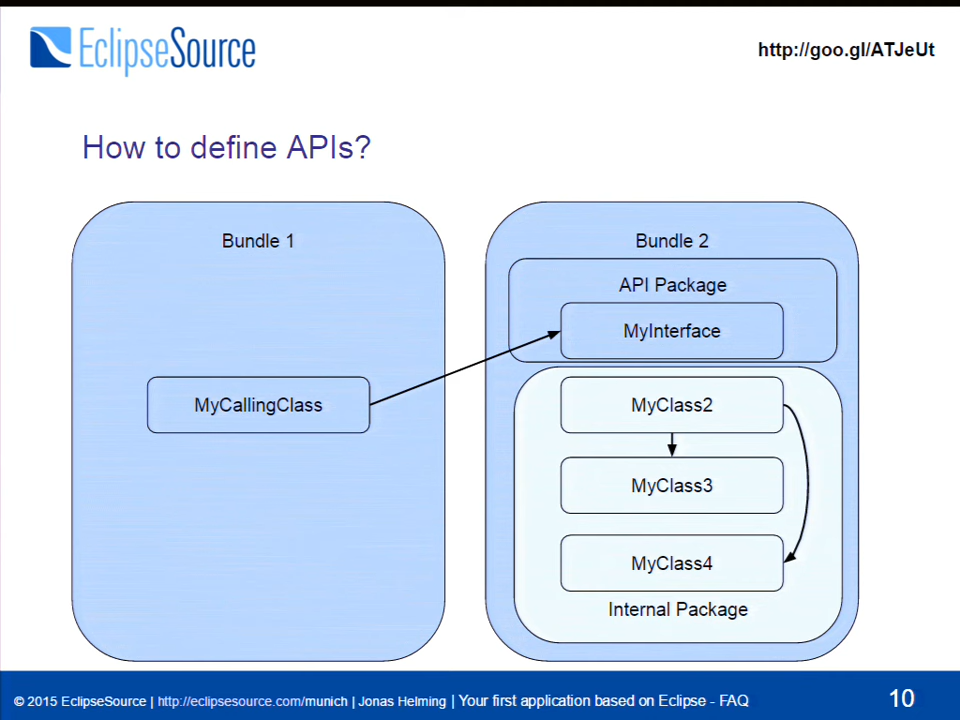 EclipseSource
http://goo.gl/ATJeUt
How to define APIs?
Bundle 1
MyCallingClass
Bundle 2
API Package
MyInterface
MyClass2
MyClass3
MyClass4
Internal Package
© 2015 EclipseSource | http://eclipsesource.com/munich | Jonas Helming | Your first application based on Eclipse - FAQ
10